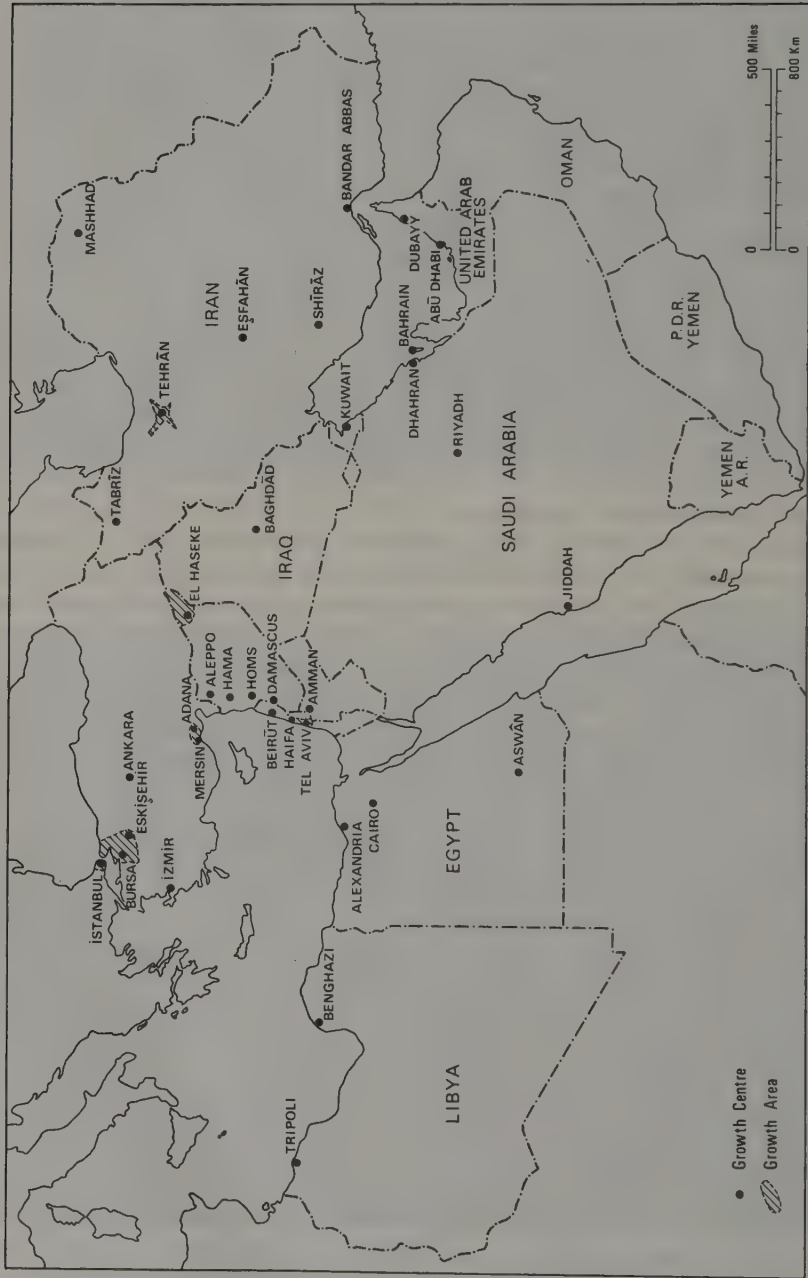 İSTANBUL
BURSA
ESKİŞEHİR
ANKARA
İZMİR
MERSIN
ADANA
ALEPPO
HAMA
HOMS
DAMASCUS
BEIRŪT
HAIFA
TEL AVIV
AMMAN
EL HASEKE
TABRĪZ
TEHRĀN
MASHHAD
IRAN
EŞFAHĀN
SHĪRĀZ
BANDAR ABBAS
BAGHDĀD
IRAQ
KUWAIT
DHAHRAN
BAHRAIN
ABŪ DHABI
DUBAYY
UNITED ARAB
EMIRATES
OMAN
RIYADH
SAUDI ARABIA
JIDDAH
YEMEN
A.R.
P.D.R.
YEMEN
TRIPOLI
BENGHAZI
LIBYA
ALEXANDRIA
CAIRO
EGYPT
ASWÂN
Growth Centre
Growth Area
0 500 Miles
0 800 Km